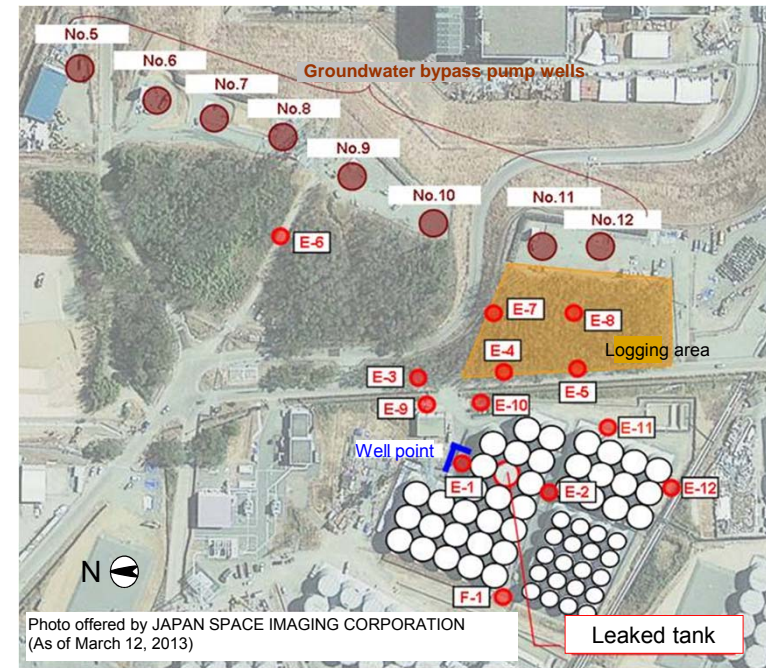 No.5
No.6
No.7
Groundwater bypass pump wells
No.8
No.9
No.10
No.11
No.12
E-6
E-7
E-8
E-4
Logging area
E-3
E-5
E-9
E-10
E-11
Well point
E-1
E-2
E-12
N
F-1
Photo offered by JAPAN SPACE IMAGING CORPORATION
(As of March 12, 2013)
Leaked tank